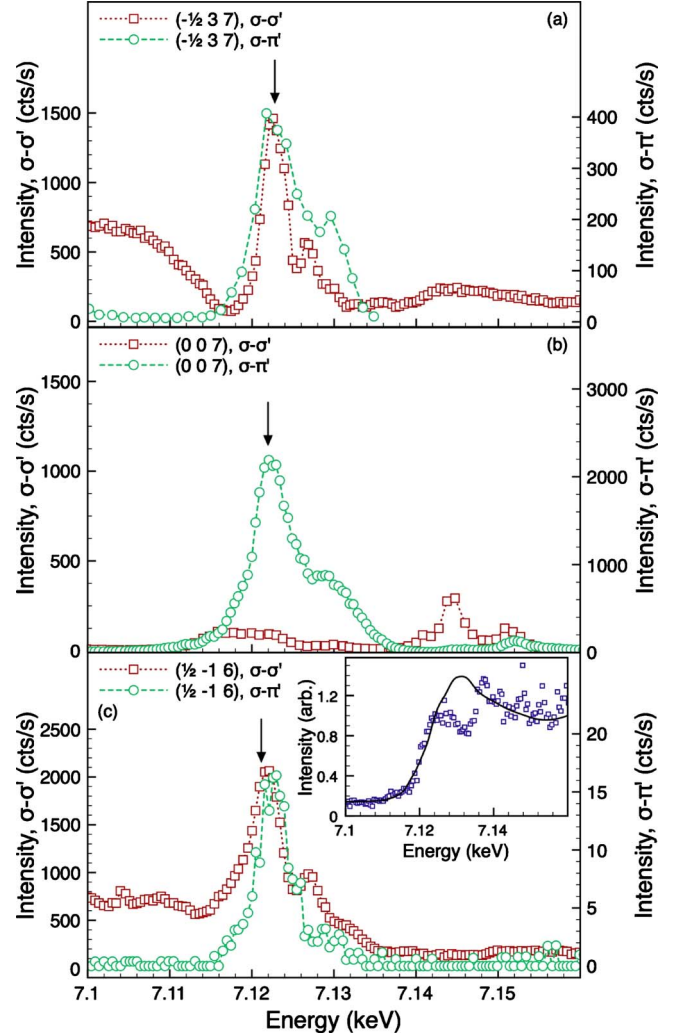 (-½ 3 7), σ-σ'
(-½ 3 7), σ-π'
(a)
Intensity, σ-σ' (cts/s)
1500
1000
500
0
400
300
200
100
0
Intensity, σ-π' (cts/s)
(0 0 7), σ-σ'
(0 0 7), σ-π'
(b)
Intensity, σ-σ' (cts/s)
1500
1000
500
0
3000
2000
1000
0
Intensity, σ-π' (cts/s)
(½ -1 6), σ-σ'
(½ -1 6), σ-π'
(c)
Intensity, σ-σ' (cts/s)
2500
2000
1500
1000
500
0
Intensity (arb.)
1.2
0.8
0.4
0
7.1 7.12 7.14
Energy (keV)
20
15
10
5
0
Intensity, σ-π' (cts/s)
7.1 7.11 7.12 7.13 7.14 7.15
Energy (keV)